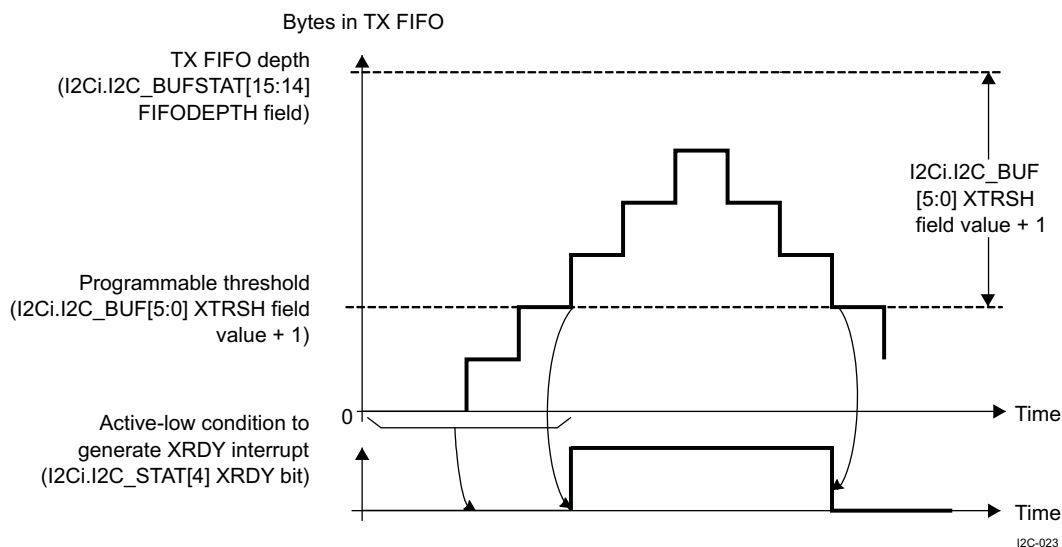 Bytes in TX FIFO
TX FIFO depth
(I2Ci.I2C_BUFSTAT[15:14]
FIFODEPTH field)
I2Ci.I2C_BUF
[5:0] XTRSH
field value + 1
Programmable threshold
(I2Ci.I2C_BUF[5:0] XTRSH field
value + 1)
0
Time
Active-low condition to
generate XRDY interrupt
(I2Ci.I2C_STAT[4] XRDY bit)
Time
I2C-023